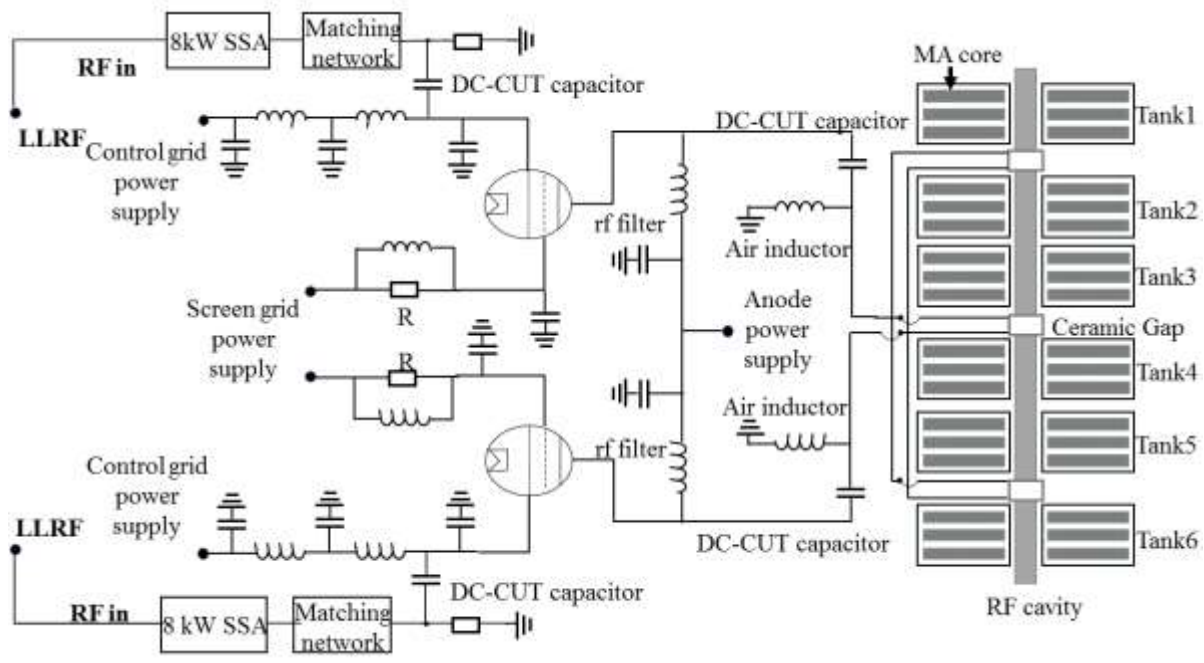 8kW SSA
Matching
network
RF in
LLRF
DC-CUT capacitor
Control grid
power
supply
MA core
DC-CUT capacitor
Tank1
Tank2
rf filter
Air inductor
Tank3
R
Screen grid
power
supply
Anode
power
supply
Ceramic Gap
R
Tank4
Air inductor
rf filter
Tank5
Control grid
power
supply
LLRF
DC-CUT capacitor
Tank6
DC-CUT capacitor
RF in
8 kW SSA
Matching
network
RF cavity